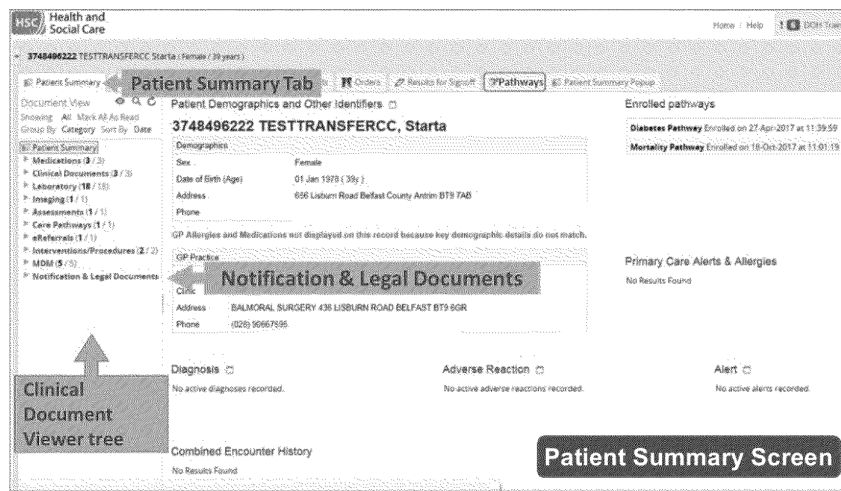 HSC Health and
Social Care
Home / Help
3748496222 TESTTRANSFERCC Starta ( Female / 39 years )
Patient Summary
Patient Summary Tab
Orders
Results for Signoff
Pathways
Patient Summary Popup
Document View
Showing All Mark All As Read
Group By Category Sort By Date
Patient Summary
Medications (3 / 3)
Clinical Documents (3 / 3)
Laboratory (18 / 18)
Imaging (1 / 1)
Assessments (1 / 1)
Care Pathways (1 / 1)
eReferrals (1 / 1)
Interventions/Procedures (2 / 2)
MDM (5 / 5)
Notification & Legal Documents
Clinical
Document
Viewer tree
Patient Demographics and Other Identifiers
3748496222 TESTTRANSFERCC, Starta
Demographics
Sex Female
Date of Birth (Age) 01 Jan 1978 ( 39y )
Address 656 Lisburn Road Belfast County Antrim BT9 7AB
Phone
GP Allergies and Medications not displayed on this record because key demographic details do not match.
GP Practice
Notification & Legal Documents
Clinic
Address BALMORAL SURGERY 436 LISBURN ROAD BELFAST BT9 6GR
Phone (028) 90667595
Enrolled pathways
Diabetes Pathway Enrolled on 27-Apr-2017 at 11:39:59
Mortality Pathway Enrolled on 18-Oct-2017 at 11:01:19
Primary Care Alerts & Allergies
No Results Found
Diagnosis
No active diagnoses recorded.
Adverse Reaction
No active adverse reactions recorded.
Alert
No active alerts recorded.
Combined Encounter History
No Results Found
Patient Summary Screen